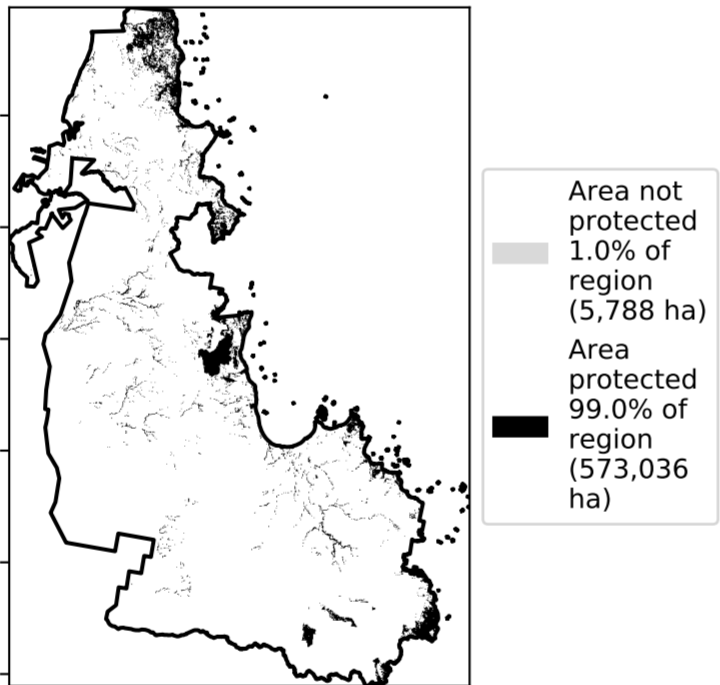 Area not
protected
1.0% of
region
(5,788 ha)
Area
protected
99.0% of
region
(573,036
ha)